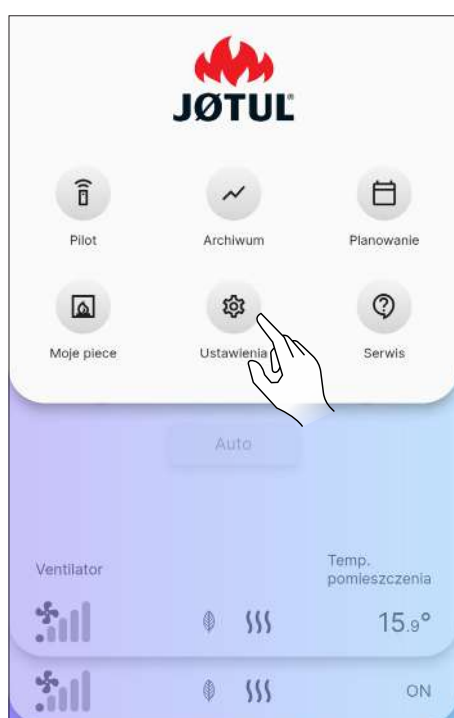 JØTUL
Pilot
Archiwum
Planowanie
Moje piece
Ustawienia
Serwis
Auto
Ventilator
Temp.
pomieszczenia
15.9°
ON